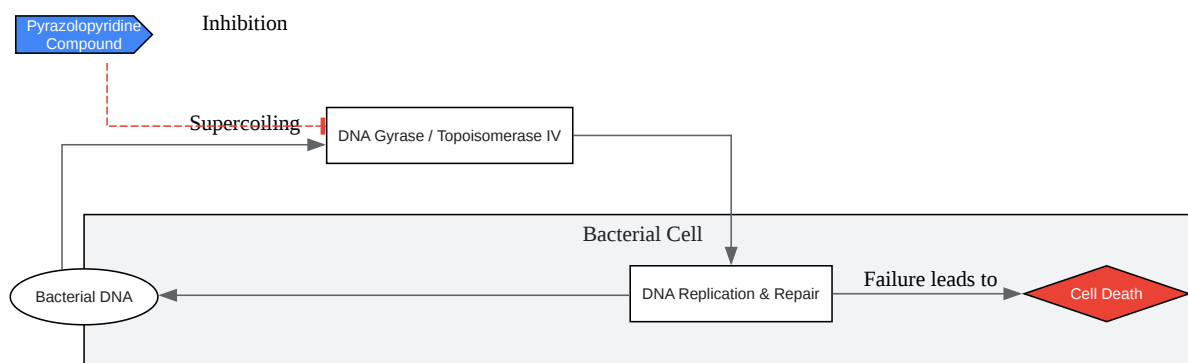 Pyrazolopyridine
Compound
Inhibition
Supercoiling
DNA Gyrase / Topoisomerase IV
Bacterial Cell
Bacterial DNA
DNA Replication & Repair
Failure leads to
Cell Death